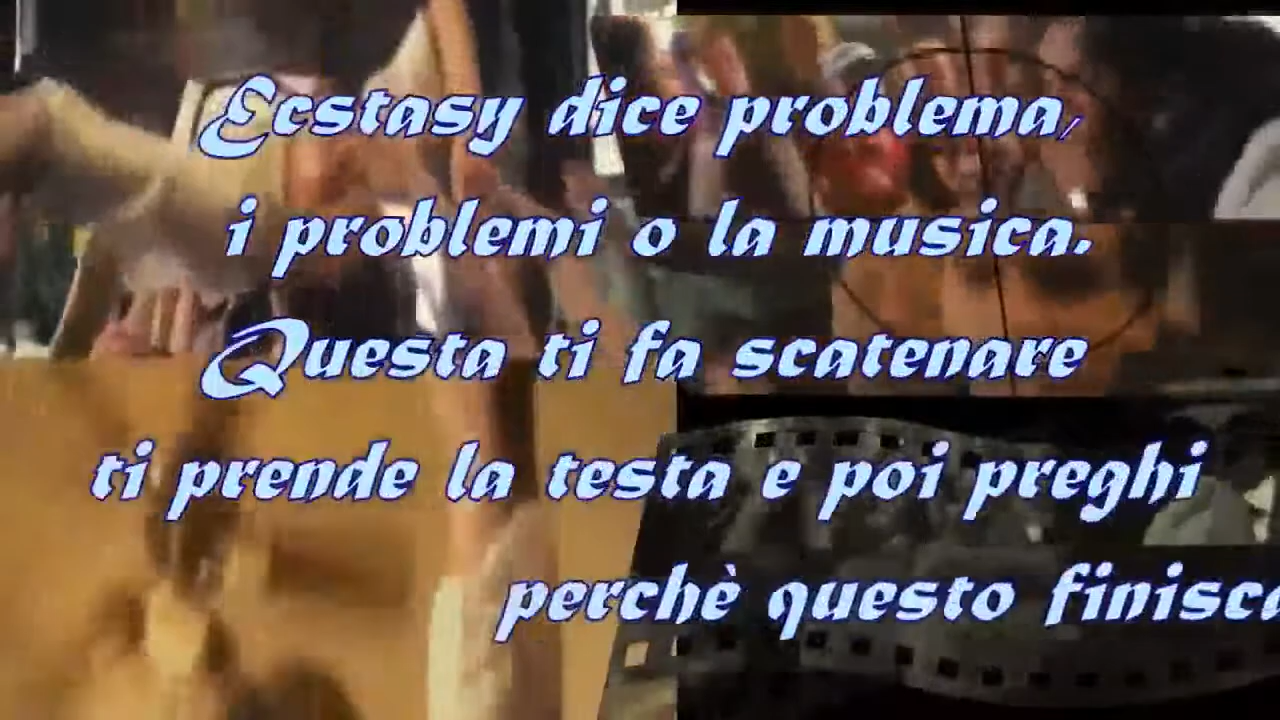 Ecstasy dice problema,
i problemi o la musica.
Questa ti fa scatenare
ti prende la testa e poi preghi
perchè questo finisca